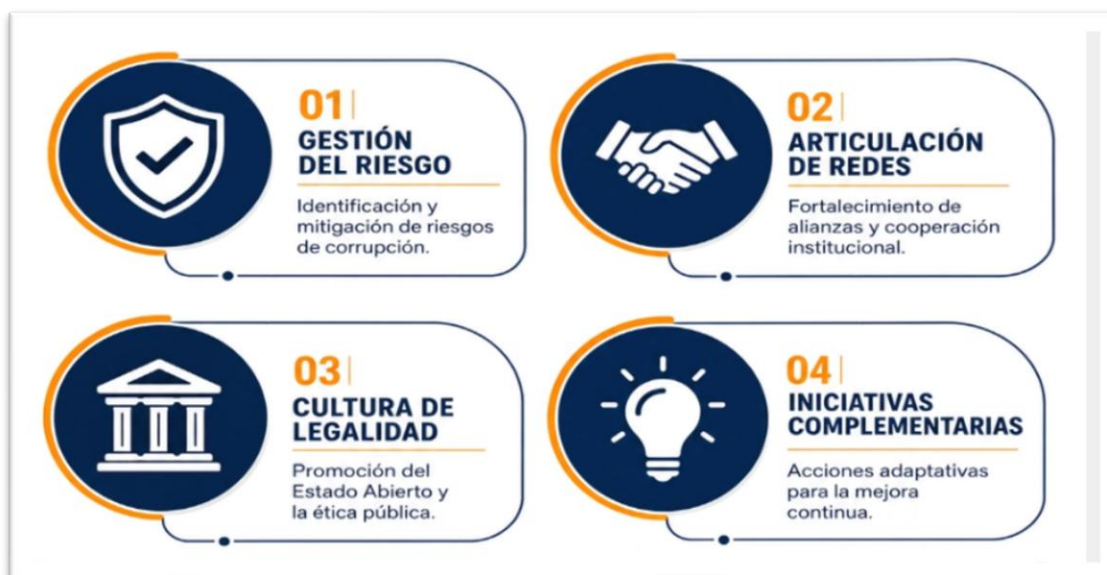 01
GESTIÓN
DEL RIESGO
Identificación y
mitigación de riesgos
de corrupción.
02
ARTICULACIÓN
DE REDES
Fortalecimiento de
alianzas y cooperación
institucional.
03
CULTURA DE
LEGALIDAD
Promoción del
Estado Abierto y
la ética pública.
04
INICIATIVAS
COMPLEMENTARIAS
Acciones adaptativas
para la mejora
continua.